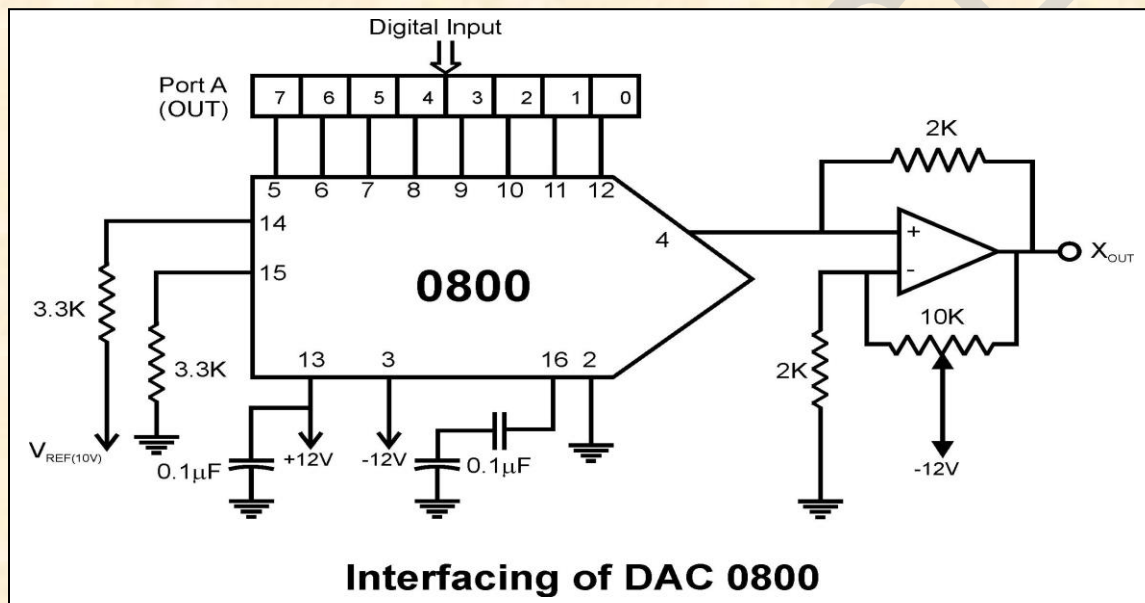 Digital Input
Port A
(OUT)
7 6 5 4 3 2 1 0
5 6 7 8 9 10 11 12
14
15
4
0800
13 3 16 2
3.3K
3.3K
VREF(10V)
0.1µF
+12V
-12V
0.1µF
2K
+
-
XOUT
10K
2K
-12V
Interfacing of DAC 0800